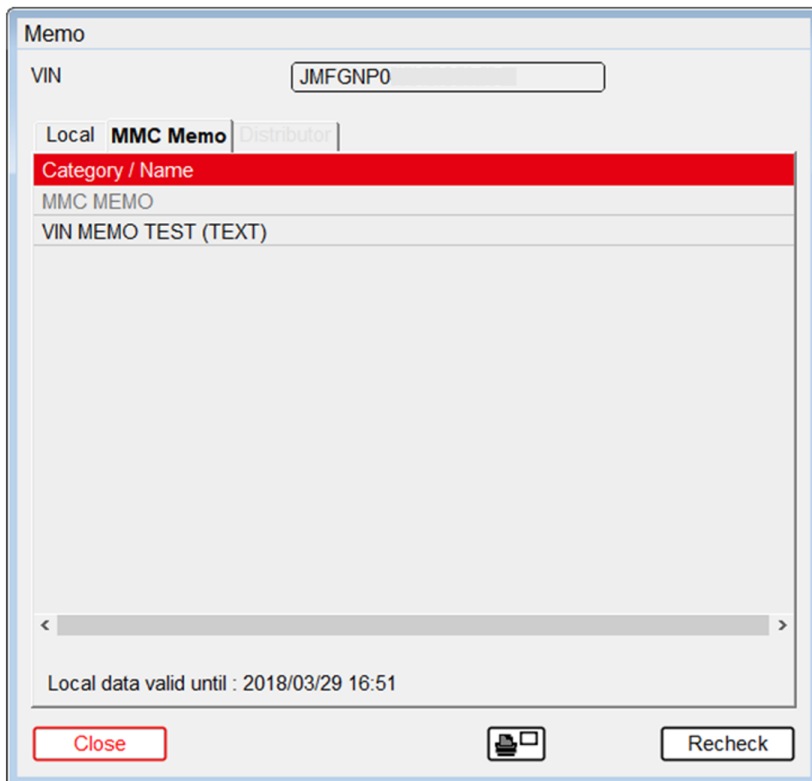 Memo
VIN JMFGNP0
Local MMC Memo Distributor
Category / Name
MMC MEMO
VIN MEMO TEST (TEXT)
Local data valid until : 2018/03/29 16:51
Close Recheck